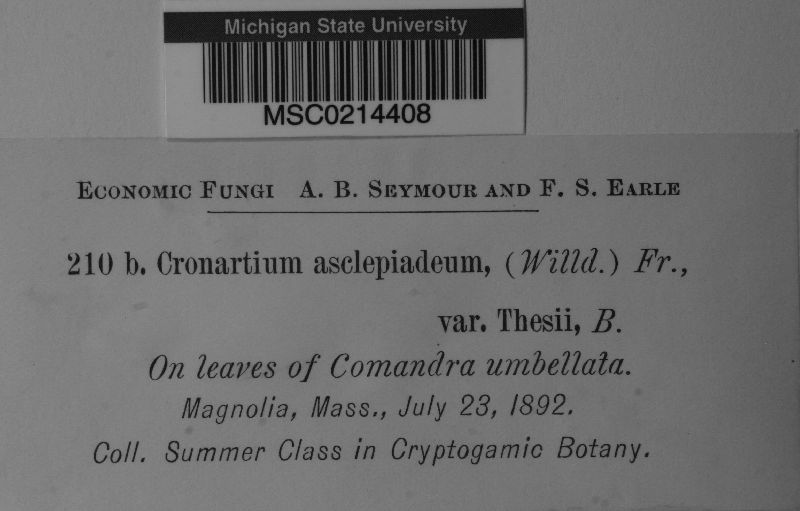 Michigan State University
MSC0214408
Economic Fungi A. B. Seymour and F. S. Earle
210 b. Cronartium asclepiadeum, (Willd.) Fr.,
var. Thesii, B.
On leaves of Comandra umbellata.
Magnolia, Mass., July 23, 1892.
Coll. Summer Class in Cryptogamic Botany.